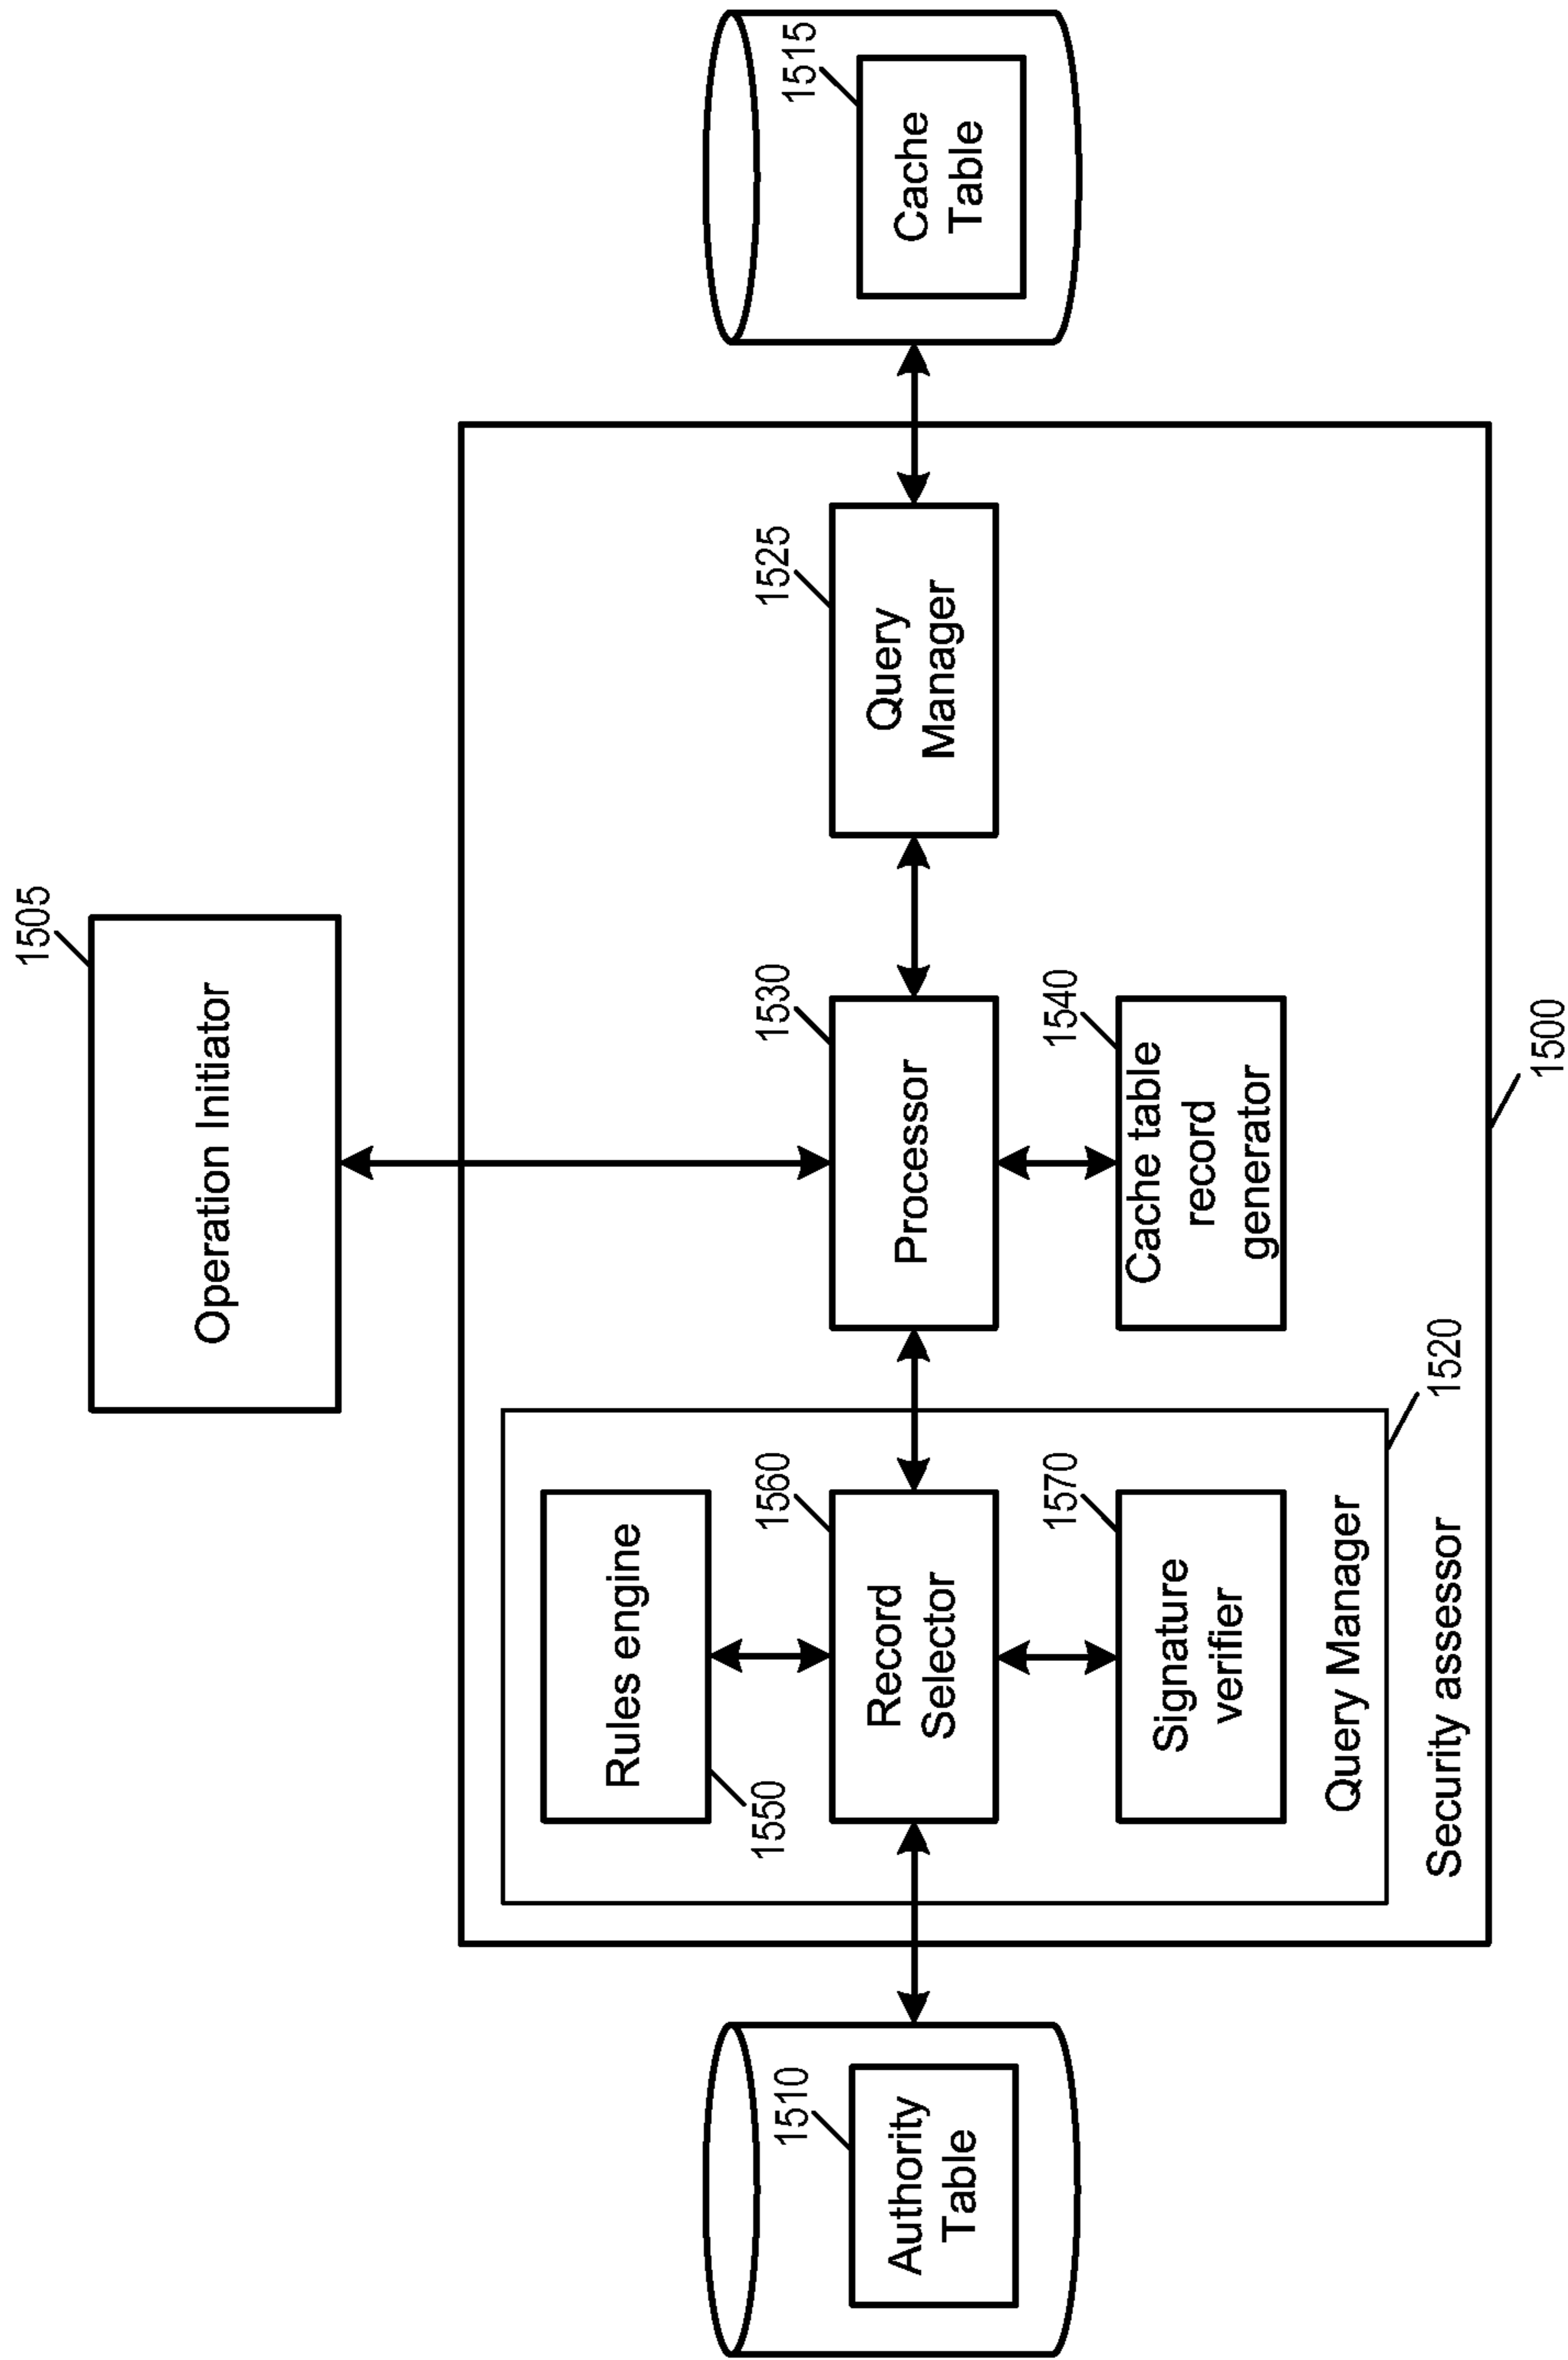 1505
Operation Initiator
1510
Authority
Table
Rules engine
1550
1560
Record
Selector
1570
Signature
verifier
Query Manager
1520
1530
Processor
1540
Cache table
record
generator
1525
Query
Manager
1515
Cache
Table
Security assessor
1500